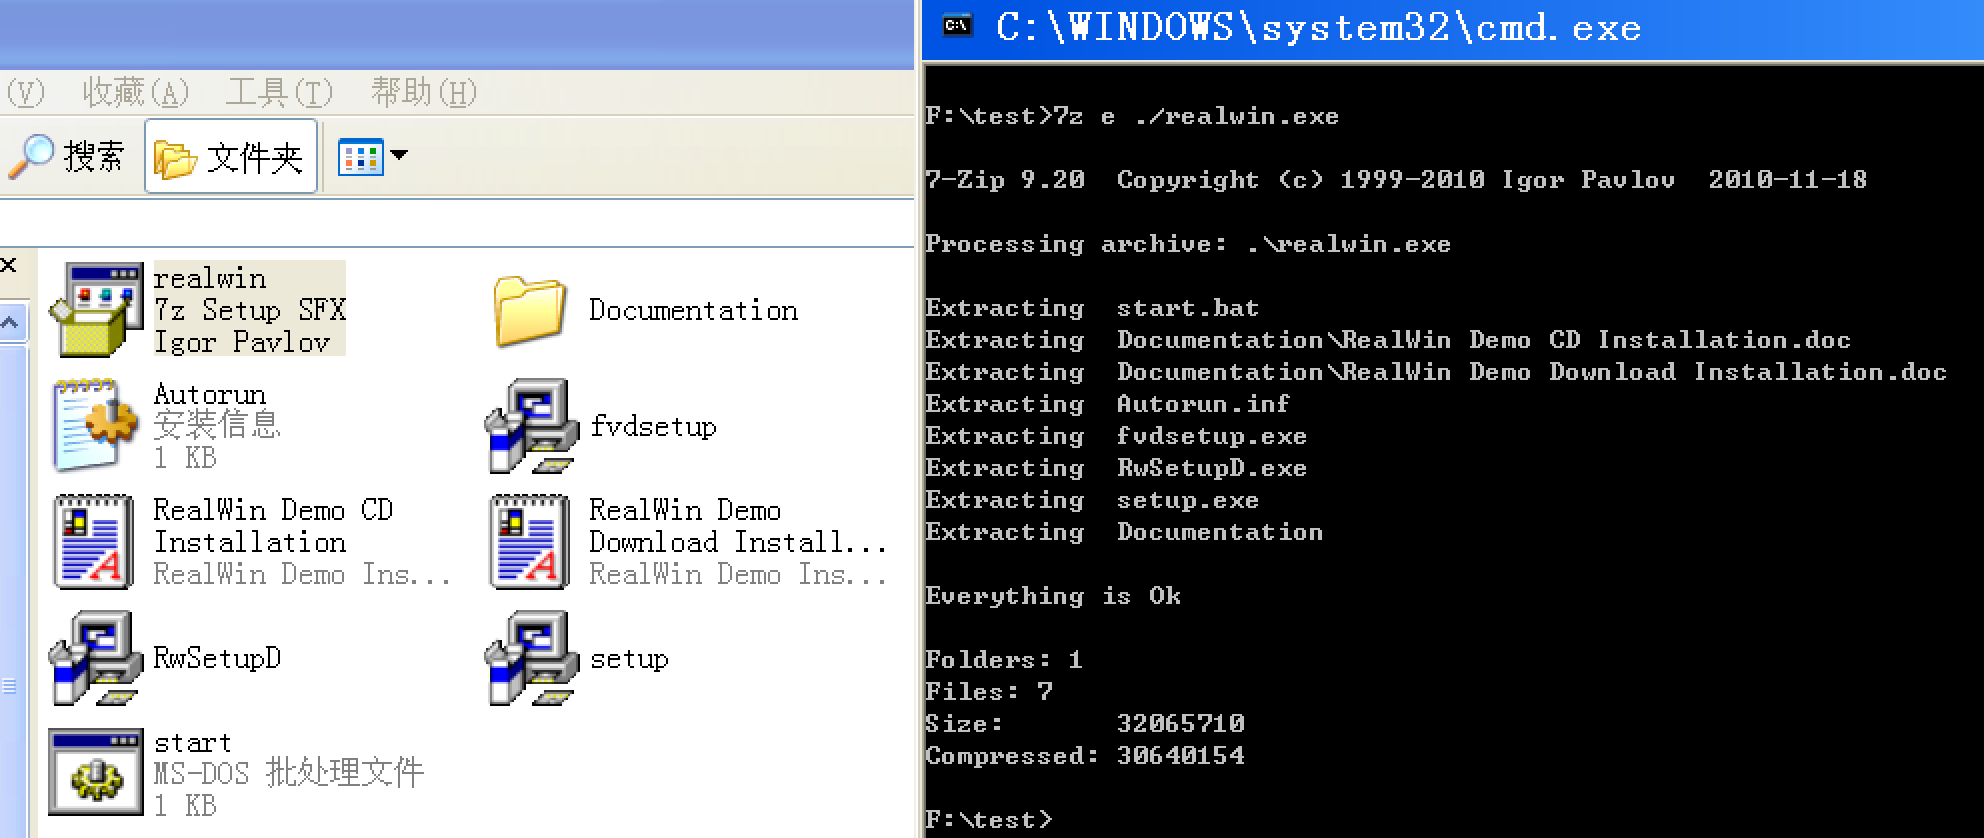 (V) 收藏(A) 工具(T) 帮助(H)
搜索 文件夹
realwin
7z Setup SFX
Igor Pavlov
Documentation
Autorun
安装信息
1 KB
fvdsetup
RealWin Demo CD
Installation
RealWin Demo Ins...
RealWin Demo
Download Install...
RealWin Demo Ins...
RwSetupD
setup
start
MS-DOS 批处理文件
1 KB
C:\WINDOWS\system32\cmd.exe
F:\test>7z e ./realwin.exe
7-Zip 9.20  Copyright (c) 1999-2010 Igor Pavlov  2010-11-18
Processing archive: .\realwin.exe
Extracting  start.bat
Extracting  Documentation\RealWin Demo CD Installation.doc
Extracting  Documentation\RealWin Demo Download Installation.doc
Extracting  Autorun.inf
Extracting  fvdsetup.exe
Extracting  RwSetupD.exe
Extracting  setup.exe
Extracting  Documentation
Everything is Ok
Folders: 1
Files: 7
Size:       32065710
Compressed: 30640154
F:\test>